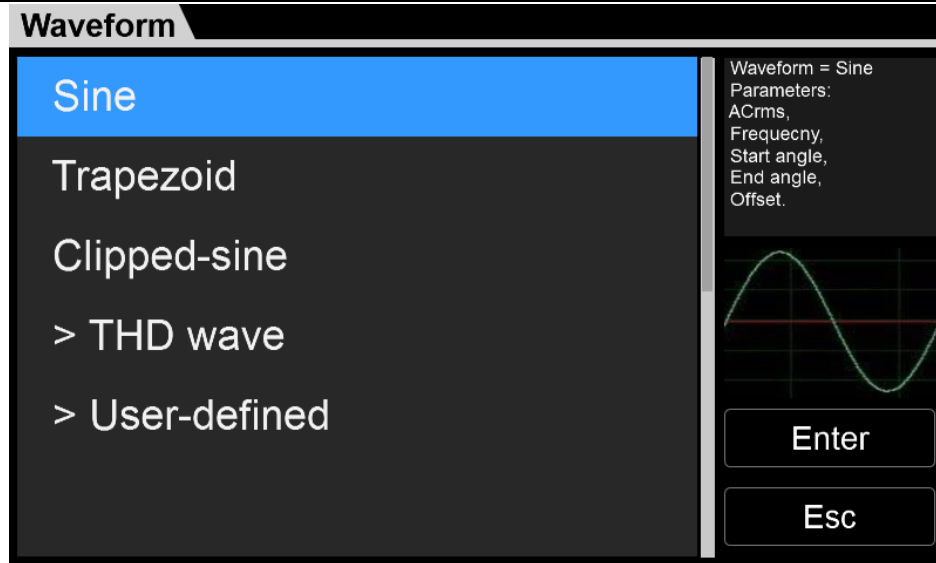 Waveform
Sine
Trapezoid
Clipped-sine
> THD wave
> User-defined
Waveform = Sine
Parameters:
ACrms,
Frequecny,
Start angle,
End angle,
Offset.
Enter
Esc